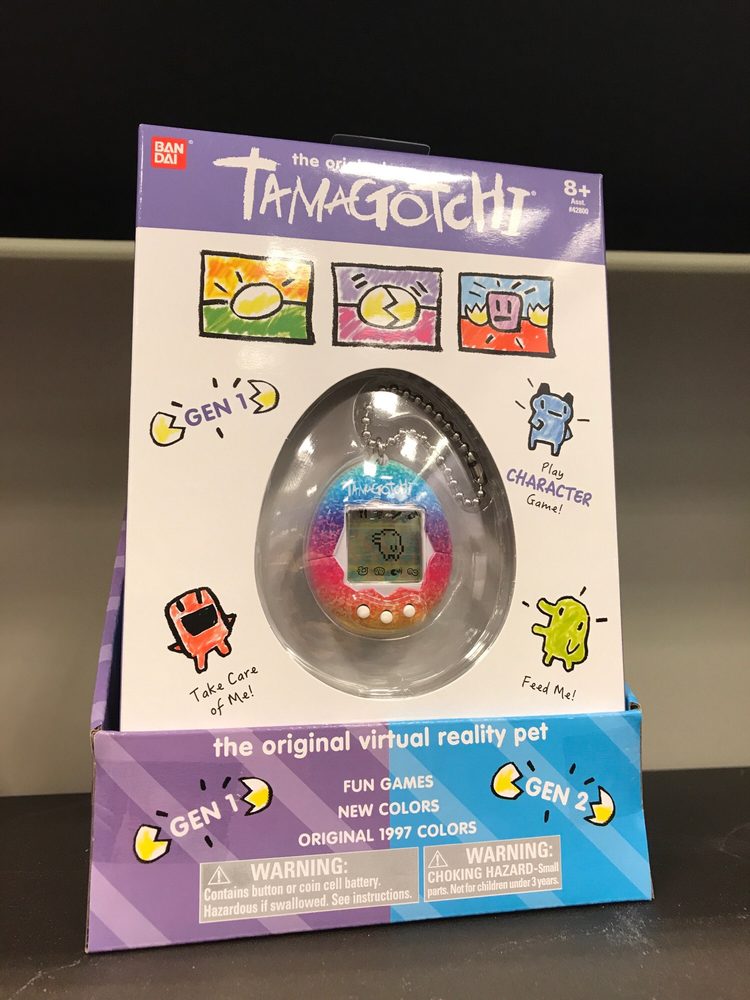 BAN
DAI
the
TAMAGOTCHI
8+
Asst.
#42800
GEN 1
Play
CHARACTER
Game!
TAMAGOTCHI
Take Care
of Me!
Feed Me!
the original virtual reality pet
GEN 1
FUN GAMES
NEW COLORS
ORIGINAL 1997 COLORS
GEN 2
WARNING:
Contains button or coin cell battery.
Hazardous if swallowed. See instructions.
WARNING:
CHOKING HAZARD-Small
parts. Not for children under 3 years.